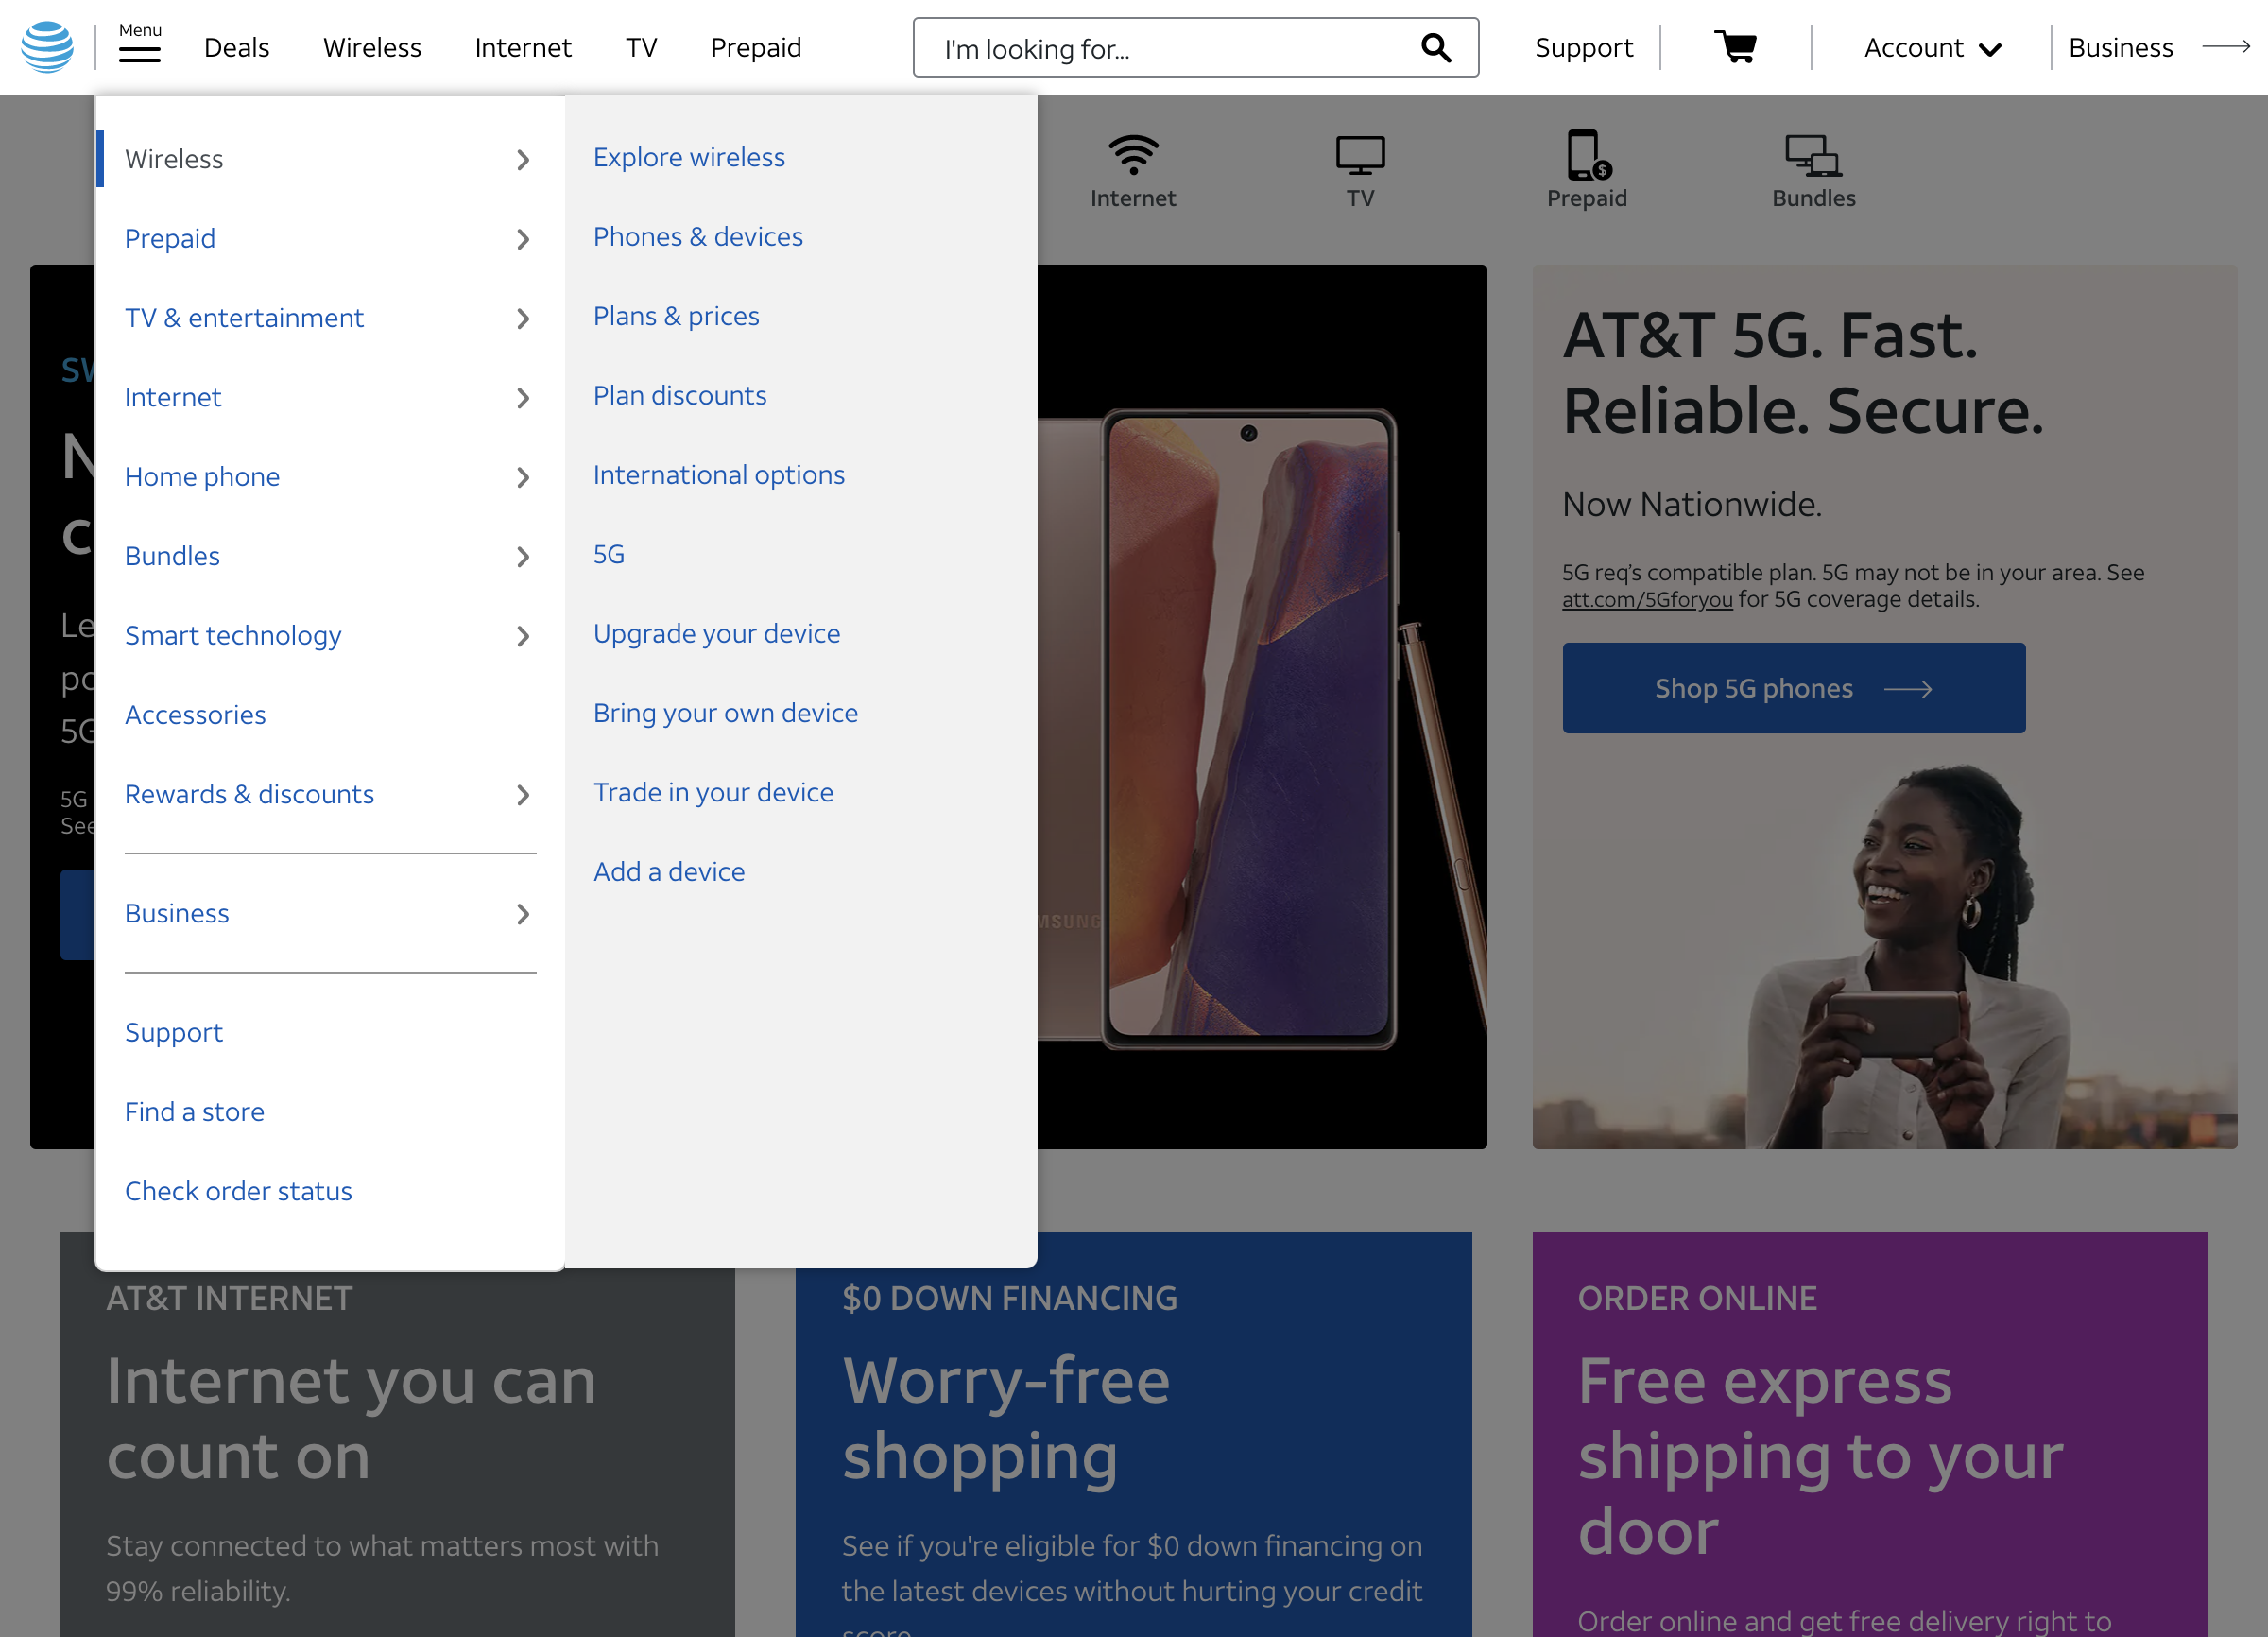 Menu
Deals
Wireless
Internet
TV
Prepaid
I'm looking for...
Support
Account
Business
Wireless
Prepaid
TV & entertainment
Internet
Home phone
Bundles
Smart technology
Accessories
Rewards & discounts
Business
Support
Find a store
Check order status
Explore wireless
Phones & devices
Plans & prices
Plan discounts
International options
5G
Upgrade your device
Bring your own device
Trade in your device
Add a device
Internet
TV
Prepaid
Bundles
5G
See
AT&T 5G. Fast.
Reliable. Secure.
Now Nationwide.
5G req's compatible plan. 5G may not be in your area. See
att.com/5Gforyou for 5G coverage details.
Shop 5G phones
AT&T INTERNET
Internet you can
count on
Stay connected to what matters most with
99% reliability.
$0 DOWN FINANCING
Worry-free
shopping
See if you're eligible for $0 down financing on
the latest devices without hurting your credit
score
ORDER ONLINE
Free express
shipping to your
door
Order online and get free delivery right to